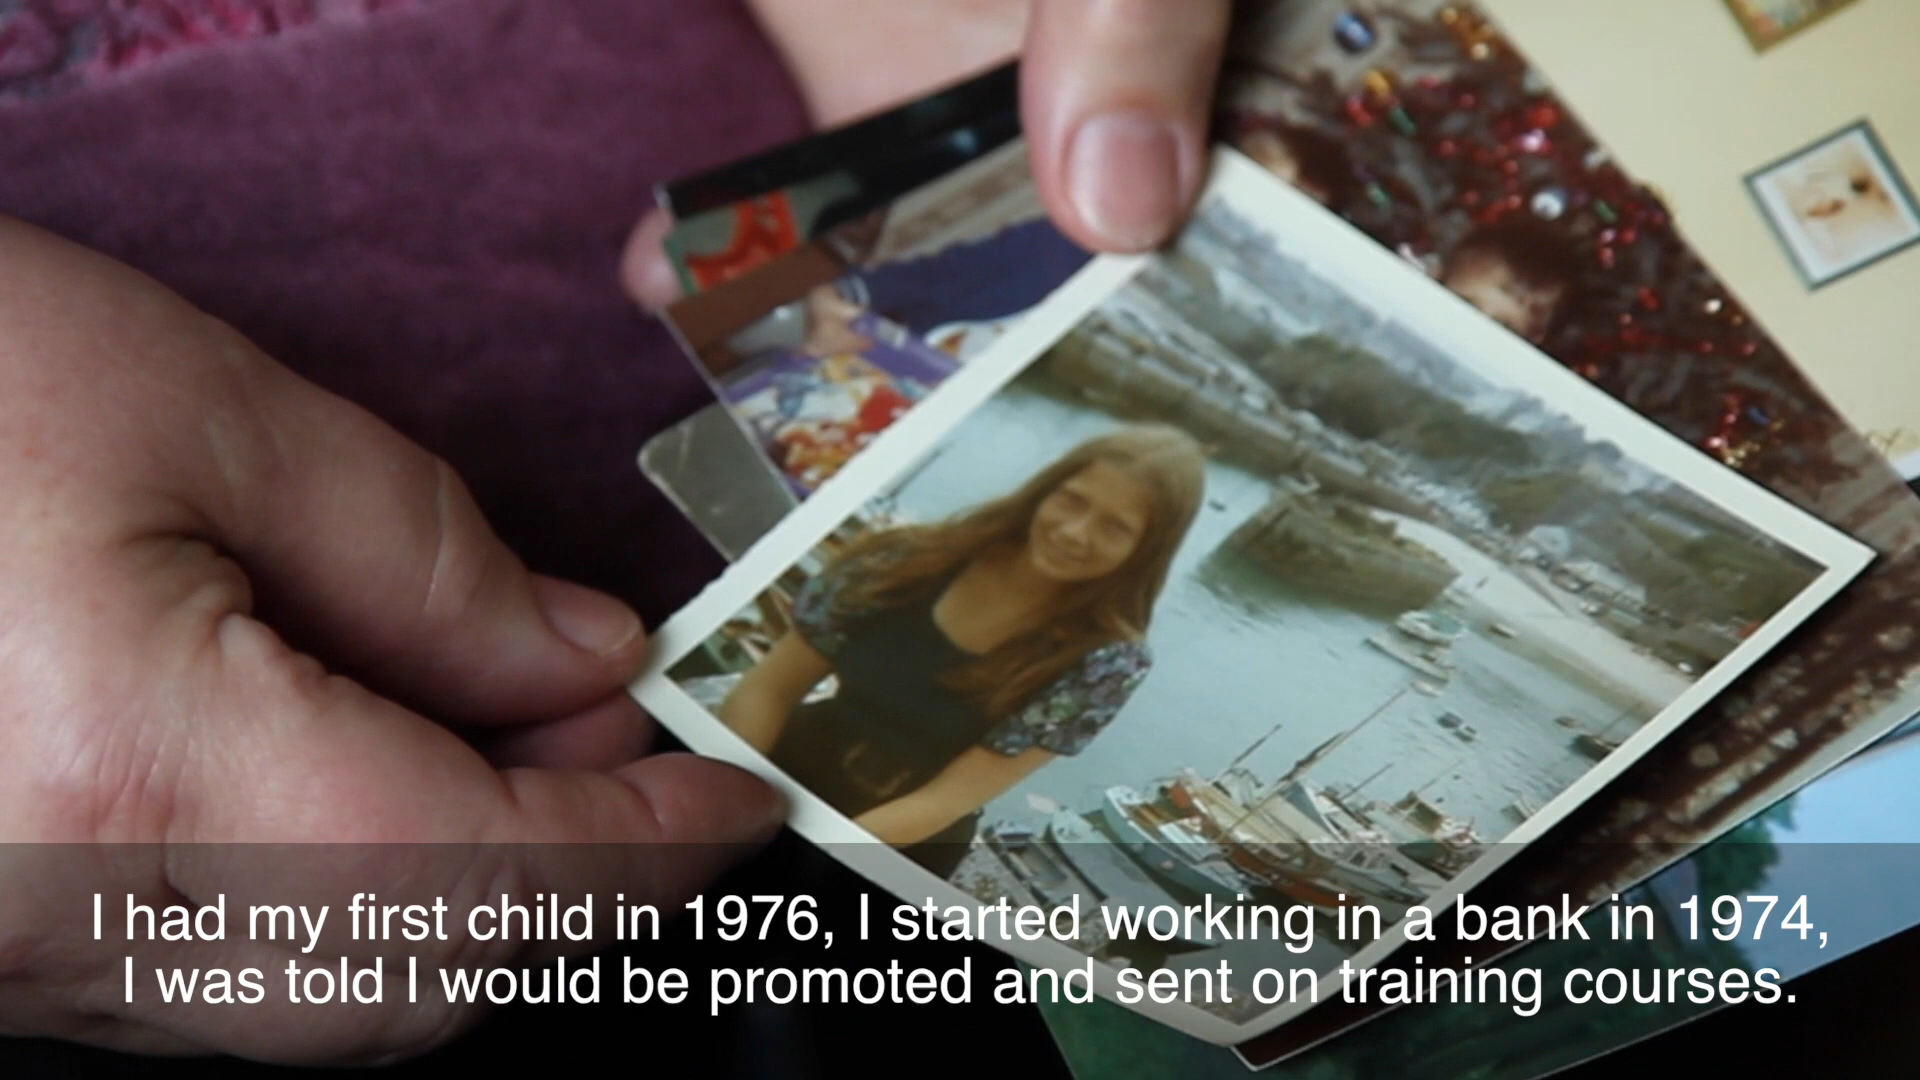 I had my first child in 1976, I started working in a bank in 1974,
I was told I would be promoted and sent on training courses.